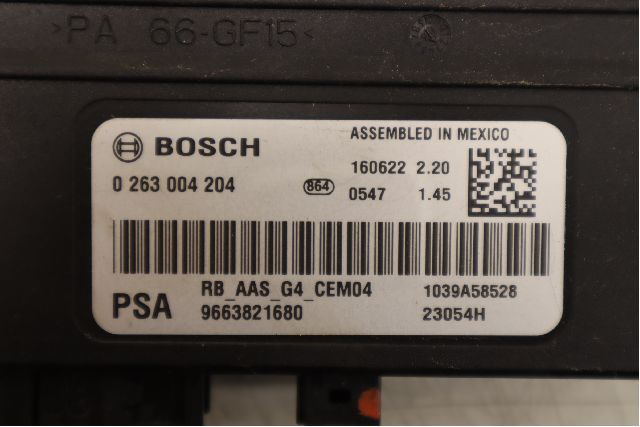 >PA 66-GF15<
BOSCH
ASSEMBLED IN MEXICO
0 263 004 204
864
160622 2.20
0547 1.45
PSA
RB_AAS_G4_CEM04
9663821680
1039A58528
23054H